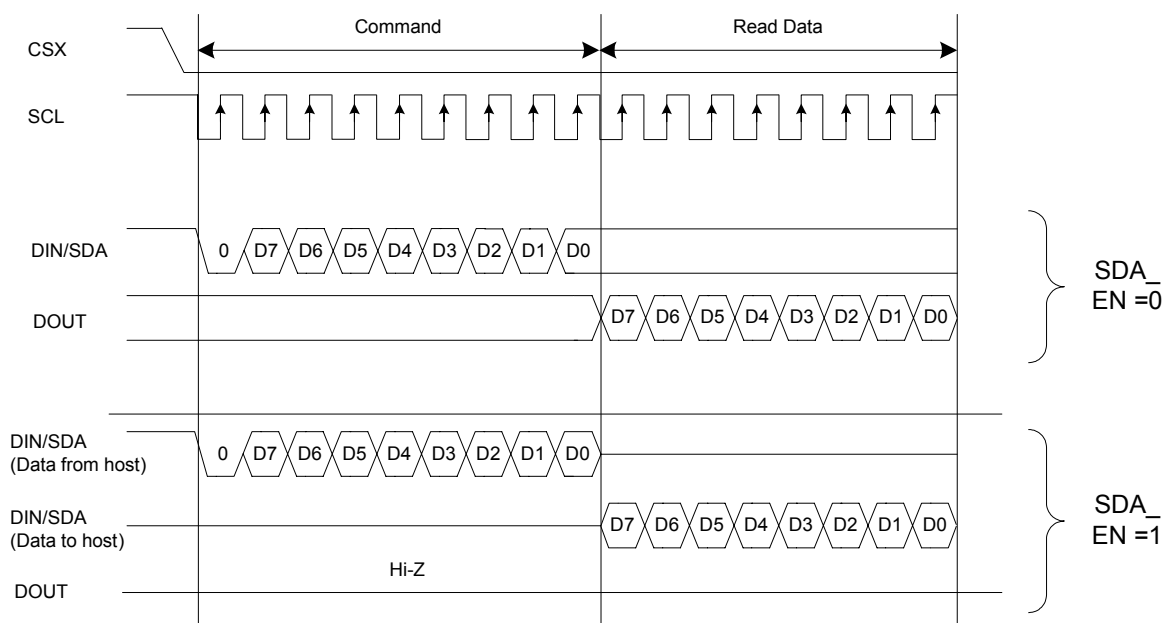 Command Read Data
CSX
SCL
DIN/SDA 0 D7 D6 D5 D4 D3 D2 D1 D0
DOUT D7 D6 D5 D4 D3 D2 D1 D0
SDA_
EN =0
DIN/SDA
(Data from host) 0 D7 D6 D5 D4 D3 D2 D1 D0
DIN/SDA
(Data to host) D7 D6 D5 D4 D3 D2 D1 D0
SDA_
EN =1
Hi-Z
DOUT